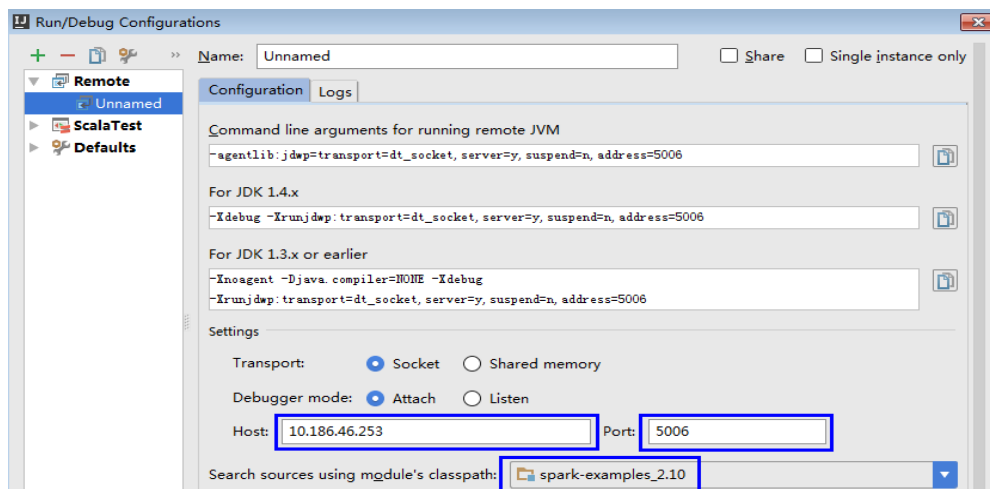 Run/Debug Configurations
Name: Unnamed Share Single instance only
Remote
Unnamed
ScalaTest
Defaults
Configuration Logs
Command line arguments for running remote JVM
-agentlib:jdwp=transport=dt_socket,server=y,suspend=n,address=5006
For JDK 1.4.x
-Xdebug -Xrunjdwp:transport=dt_socket,server=y,suspend=n,address=5006
For JDK 1.3.x or earlier
-Xnoagent -Djava.compiler=NONE -Xdebug
-Xrunjdwp:transport=dt_socket,server=y,suspend=n,address=5006
Settings
Transport: Socket Shared memory
Debugger mode: Attach Listen
Host: 10.186.46.253 Port: 5006
Search sources using module's classpath: spark-examples_2.10